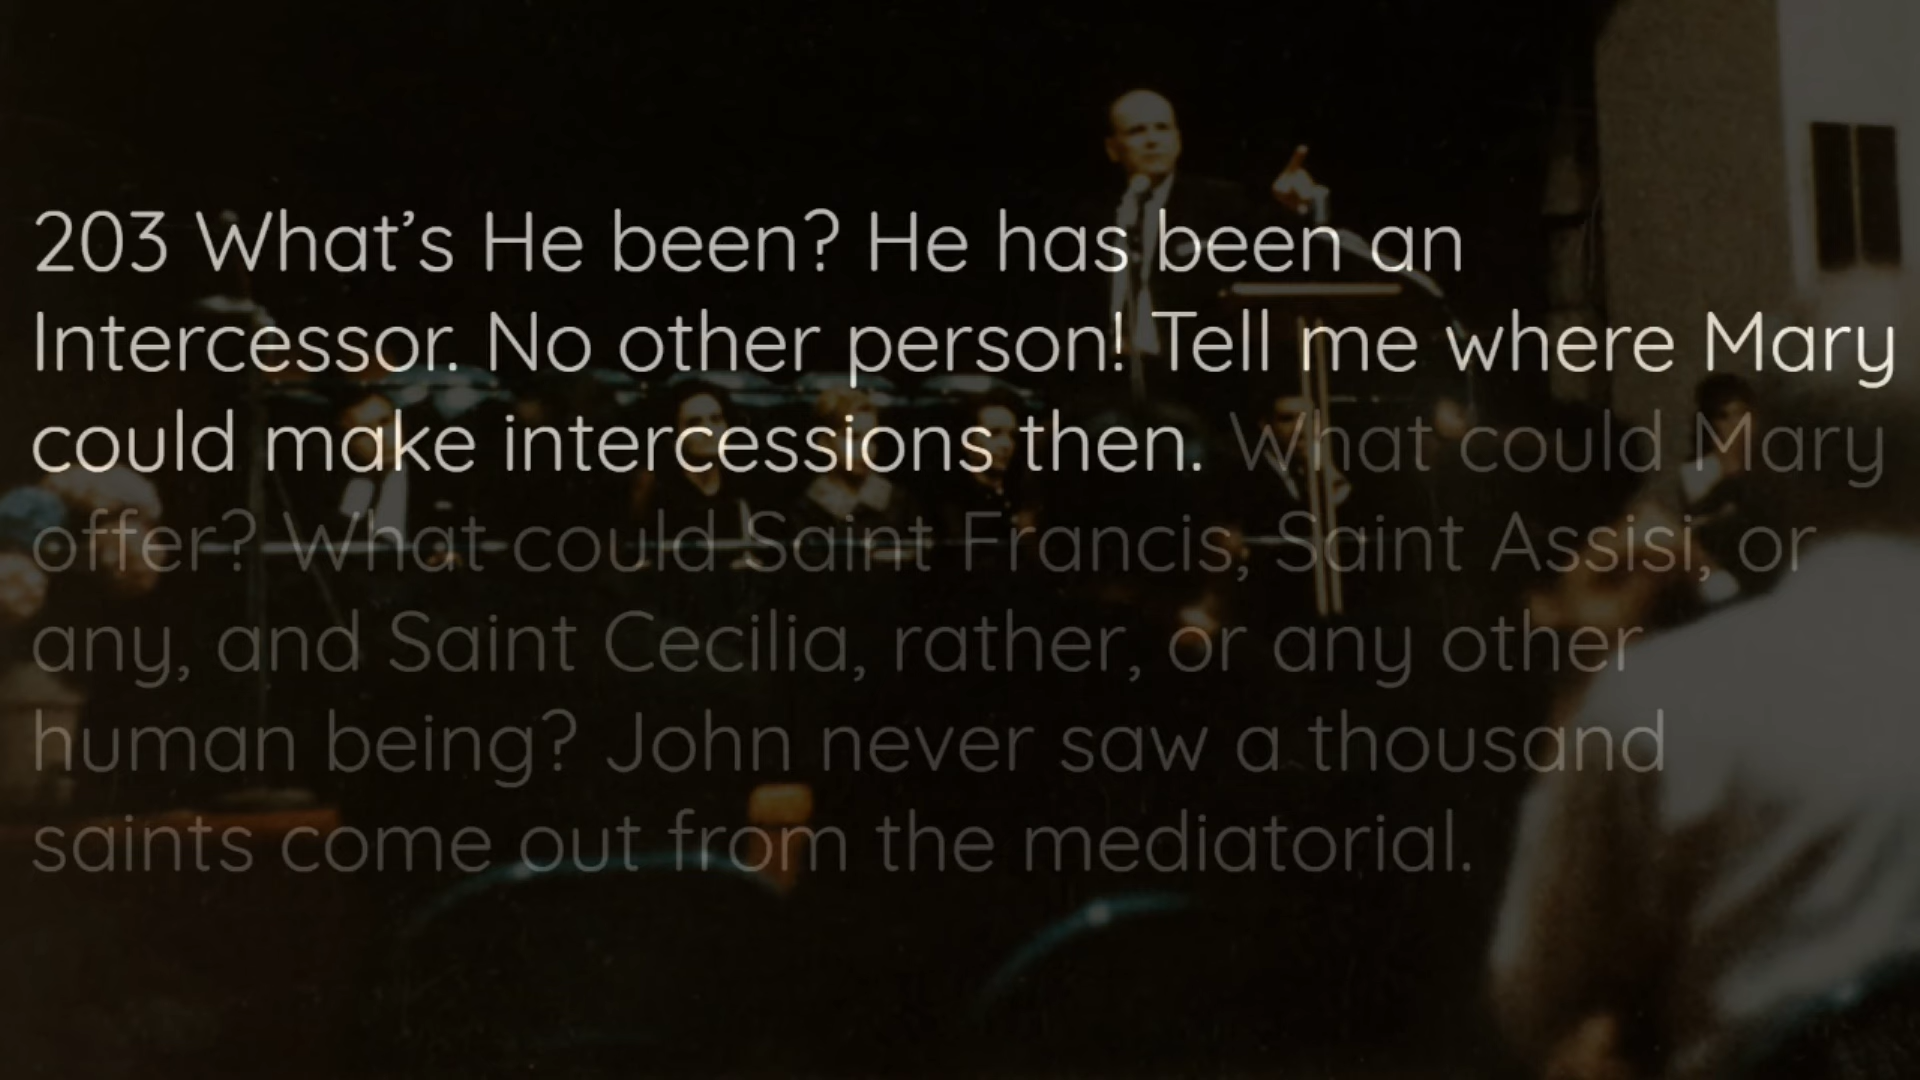 203 What’s He been? He has been an
Intercessor. No other person! Tell me where Mary
could make intercessions then. What could Mary
offer? What could Saint Francis, Saint Assisi, or
any, and Saint Cecilia, rather, or any other
human being? John never saw a thousand
saints come out from the mediatorial.